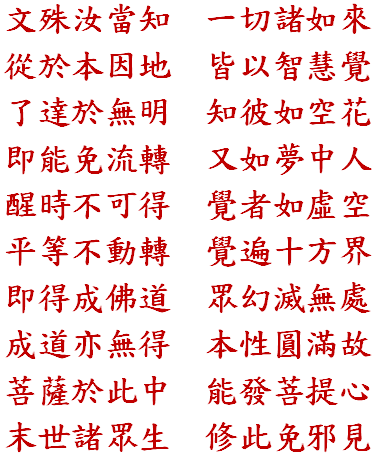 文殊汝當知 一切諸如來
從於本因地 皆以智慧覺
了達於無明 知彼如空花
即能免流轉 又如夢中人
醒時不可得 覺者如虛空
平等不動轉 覺遍十方界
即得成佛道 眾幻滅無處
成道亦無得 本性圓滿故
菩薩於此中 能發菩提心
末世諸眾生 修此免邪見